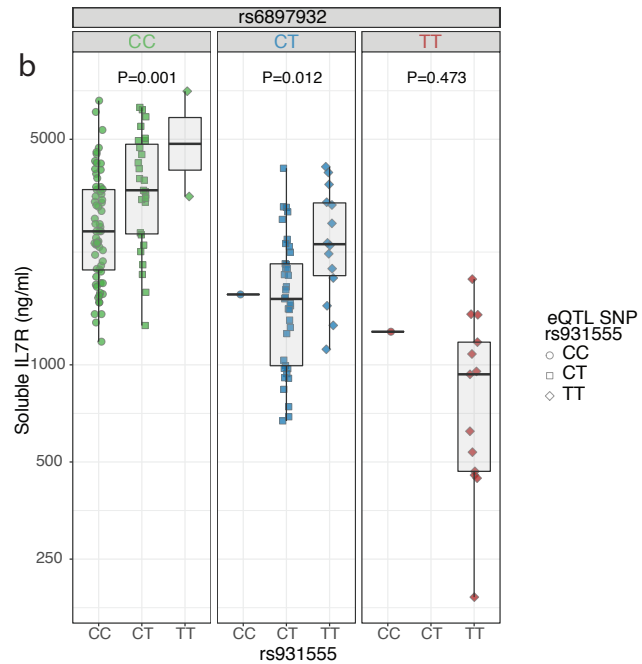 rs6897932
CC CT TT
b
P=0.001 P=0.012 P=0.473
5000
1000
500
250
Soluble IL7R (ng/ml)
CC CT TT CC CT TT CC CT TT
rs931555
eQTL SNP
rs931555
CC
CT
TT